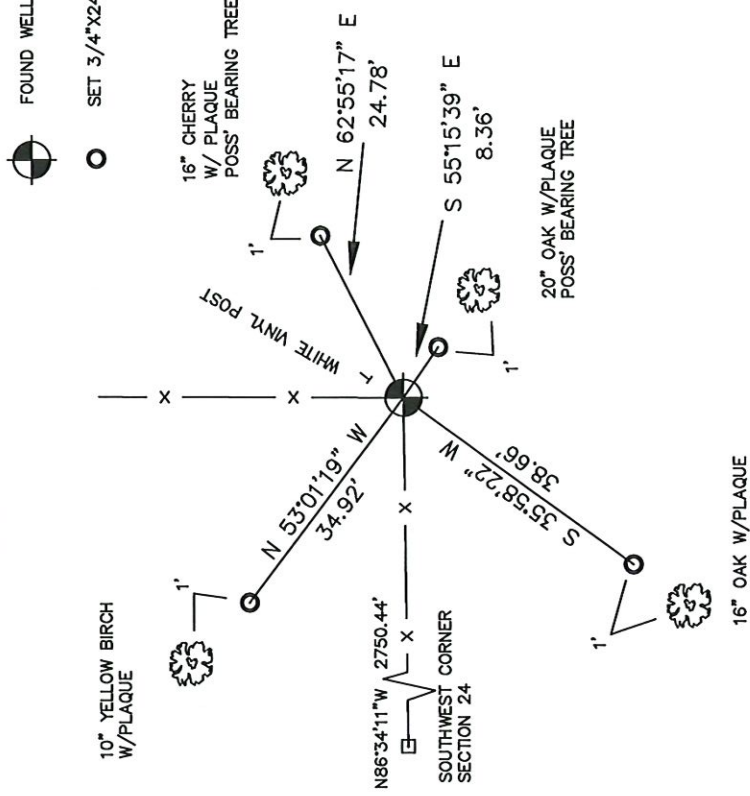 FOUND WELL
SET 3/4"X24
16" CHERRY
W/ PLAQUE
POSS' BEARING TREE
N 62°55'17" E
24.78'
S 55°15'39" E
8.36'
1'
WHITE VINYL POST
20" OAK W/PLAQUE
POSS' BEARING TREE
1'
X
X
10" YELLOW BIRCH
W/PLAQUE
1'
N 53°01'19" W
34.92'
N86°34'11"W 2750.44'
X
X
SOUTHWEST CORNER
SECTION 24
S 35°58'22" W
38.66'
1'
16" OAK W/PLAQUE